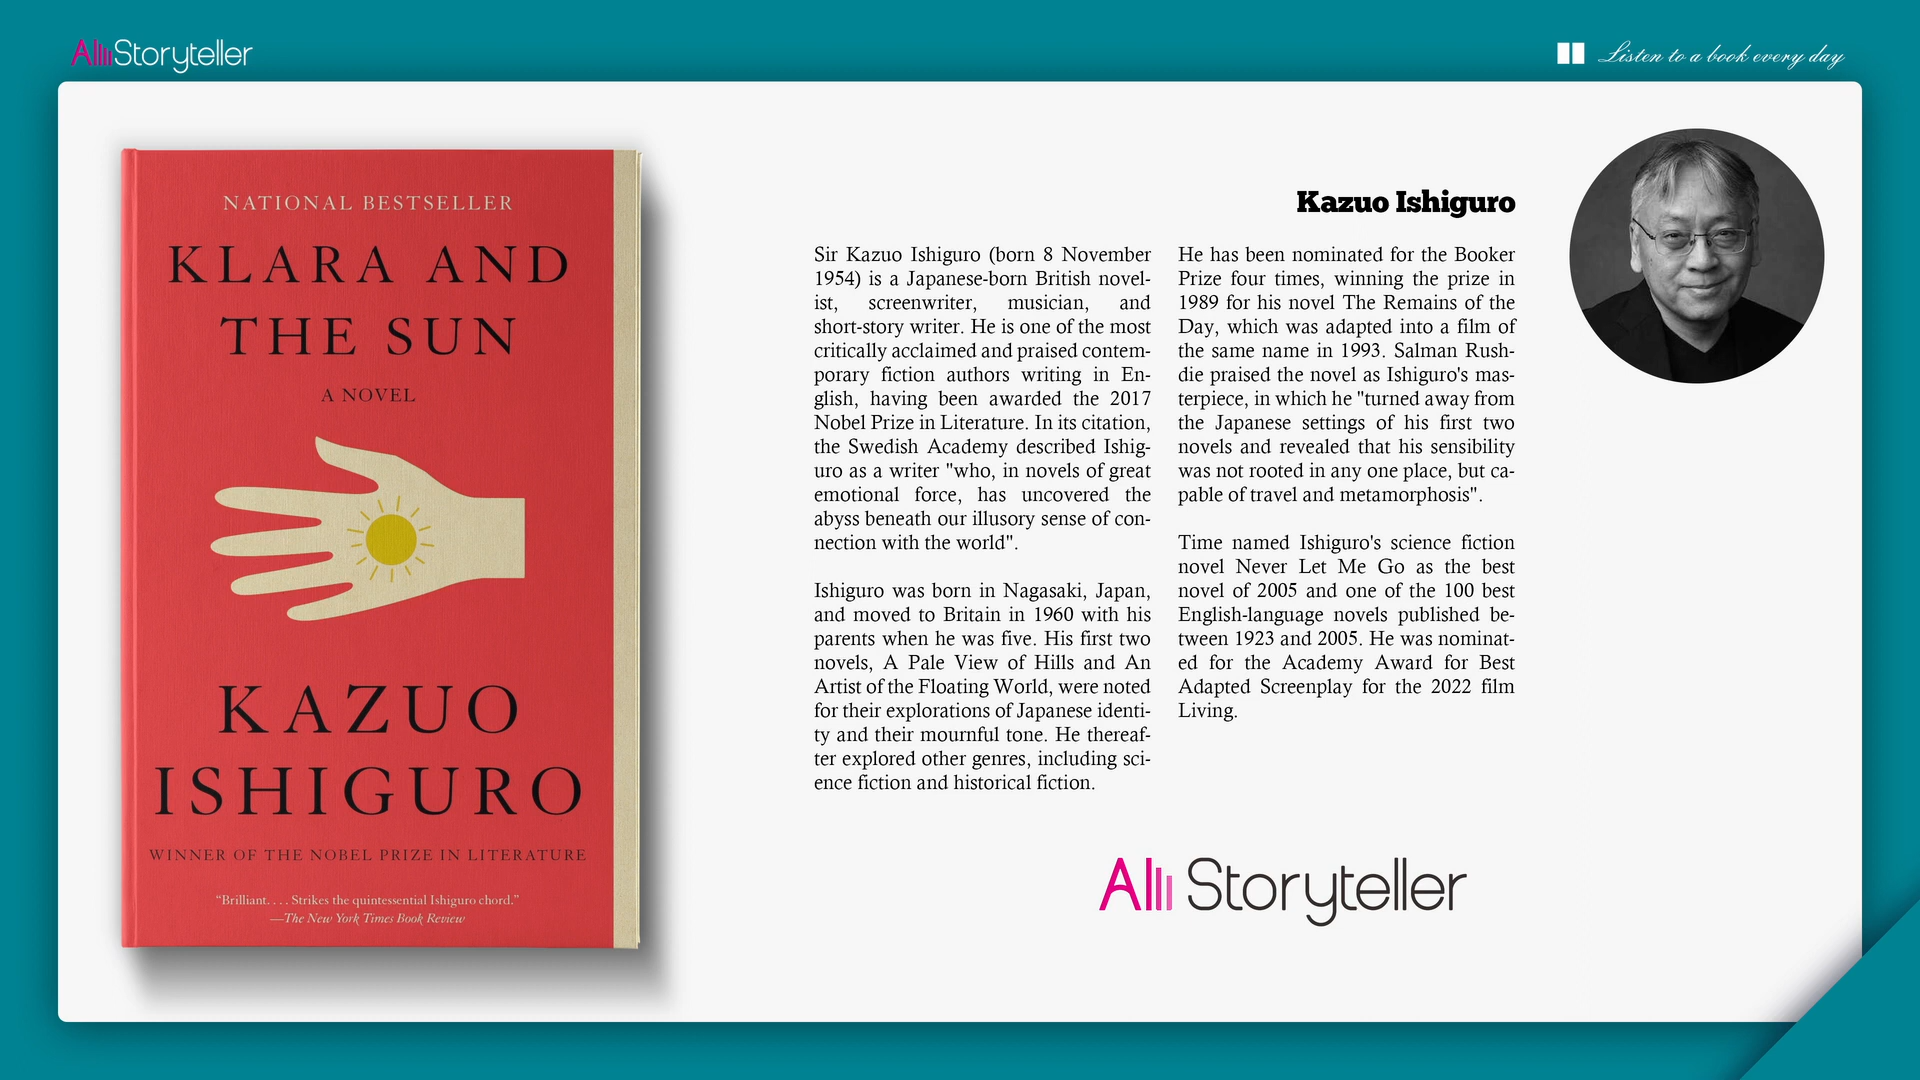 AllStoryteller
Listen to a book every day
NATIONAL BESTSELLER
KLARA AND
THE SUN
A NOVEL
KAZUO
ISHIGURO
WINNER OF THE NOBEL PRIZE IN LITERATURE
“Brilliant. . . . Strikes the quintessential Ishiguro chord.”
—The New York Times Book Review
Kazuo Ishiguro
Sir Kazuo Ishiguro (born 8 November
1954) is a Japanese-born British novel-
ist, screenwriter, musician, and
short-story writer. He is one of the most
critically acclaimed and praised contem-
porary fiction authors writing in En-
glish, having been awarded the 2017
Nobel Prize in Literature. In its citation,
the Swedish Academy described Ishig-
uro as a writer "who, in novels of great
emotional force, has uncovered the
abyss beneath our illusory sense of con-
nection with the world".
Ishiguro was born in Nagasaki, Japan,
and moved to Britain in 1960 with his
parents when he was five. His first two
novels, A Pale View of Hills and An
Artist of the Floating World, were noted
for their explorations of Japanese identi-
ty and their mournful tone. He thereaf-
ter explored other genres, including sci-
ence fiction and historical fiction.
He has been nominated for the Booker
Prize four times, winning the prize in
1989 for his novel The Remains of the
Day, which was adapted into a film of
the same name in 1993. Salman Rush-
die praised the novel as Ishiguro's mas-
terpiece, in which he "turned away from
the Japanese settings of his first two
novels and revealed that his sensibility
was not rooted in any one place, but ca-
pable of travel and metamorphosis".
Time named Ishiguro's science fiction
novel Never Let Me Go as the best
novel of 2005 and one of the 100 best
English-language novels published be-
tween 1923 and 2005. He was nominat-
ed for the Academy Award for Best
Adapted Screenplay for the 2022 film
Living.
All Storyteller